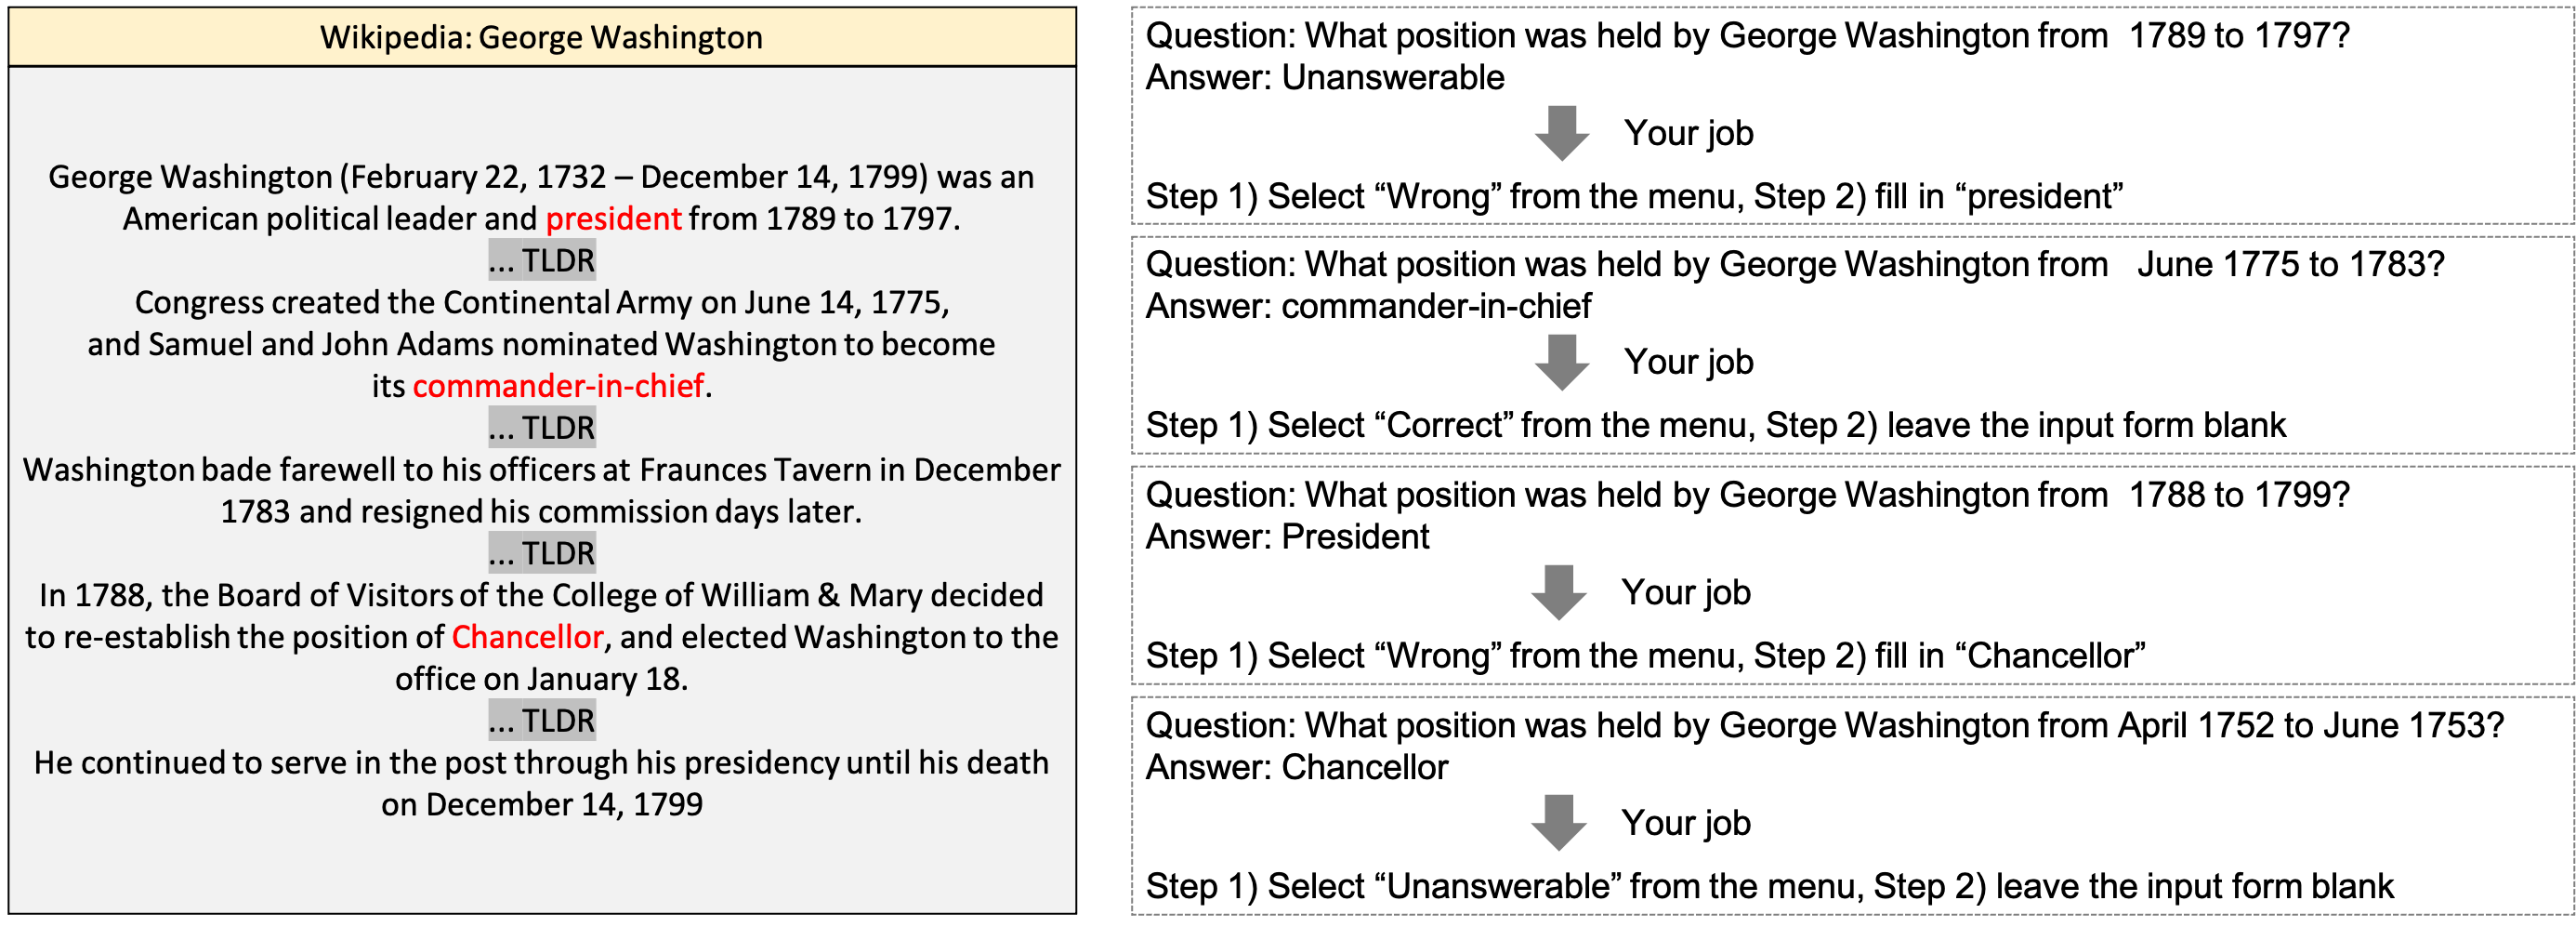 Wikipedia: George Washington
George Washington (February 22, 1732 – December 14, 1799) was an
American political leader and president from 1789 to 1797.
... TLDR
Congress created the Continental Army on June 14, 1775,
and Samuel and John Adams nominated Washington to become
its commander-in-chief.
... TLDR
Washington bade farewell to his officers at Fraunces Tavern in December
1783 and resigned his commission days later.
... TLDR
In 1788, the Board of Visitors of the College of William & Mary decided
to re-establish the position of Chancellor, and elected Washington to the
office on January 18.
... TLDR
He continued to serve in the post through his presidency until his death
on December 14, 1799
Question: What position was held by George Washington from 1789 to 1797?
Answer: Unanswerable
Your job
Step 1) Select “Wrong” from the menu, Step 2) fill in “president”
Question: What position was held by George Washington from June 1775 to 1783?
Answer: commander-in-chief
Your job
Step 1) Select “Correct” from the menu, Step 2) leave the input form blank
Question: What position was held by George Washington from 1788 to 1799?
Answer: President
Your job
Step 1) Select “Wrong” from the menu, Step 2) fill in “Chancellor”
Question: What position was held by George Washington from April 1752 to June 1753?
Answer: Chancellor
Your job
Step 1) Select “Unanswerable” from the menu, Step 2) leave the input form blank